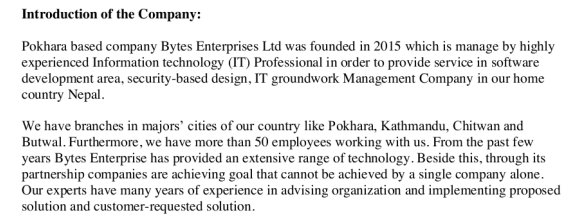 Introduction of the Company:
Pokhara based company Bytes Enterprises Ltd was founded in 2015 which is manage by highly
experienced Information technology (IT) Professional in order to provide service in software
development area, security-based design, IT groundwork Management Company in our home
country Nepal.
We have branches in majors’ cities of our country like Pokhara, Kathmandu, Chitwan and
Butwal. Furthermore, we have more than 50 employees working with us. From the past few
years Bytes Enterprise has provided an extensive range of technology. Beside this, through its
partnership companies are achieving goal that cannot be achieved by a single company alone.
Our experts have many years of experience in advising organization and implementing proposed
solution and customer-requested solution.